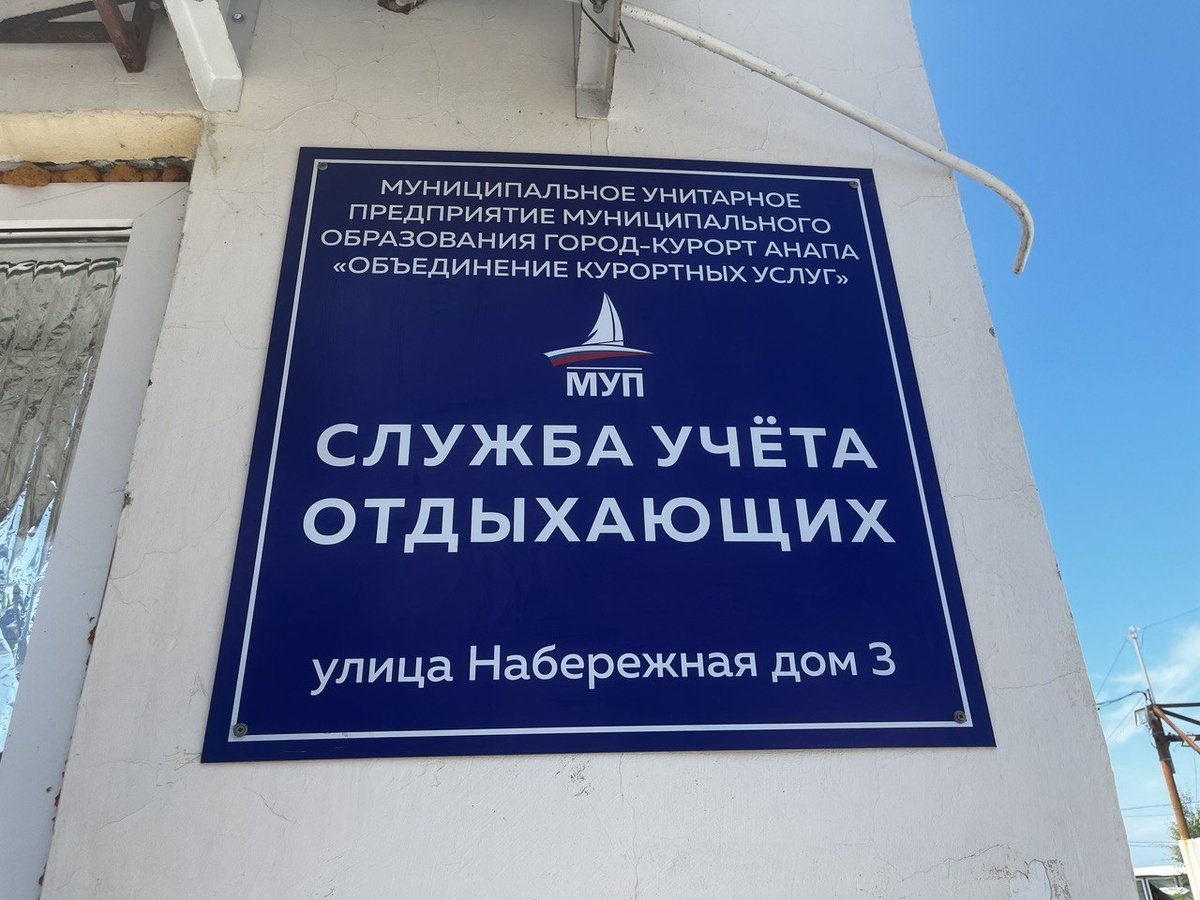 МУНИЦИПАЛЬНОЕ УНИТАРНОЕ
ПРЕДПРИЯТИЕ МУНИЦИПАЛЬНОГО
ОБРАЗОВАНИЯ ГОРОД-КУРОРТ АНАПА
«ОБЪЕДИНЕНИЕ КУРОРТНЫХ УСЛУГ»
МУП
СЛУЖБА УЧЁТА
ОТДЫХАЮЩИХ
улица Набережная дом 3